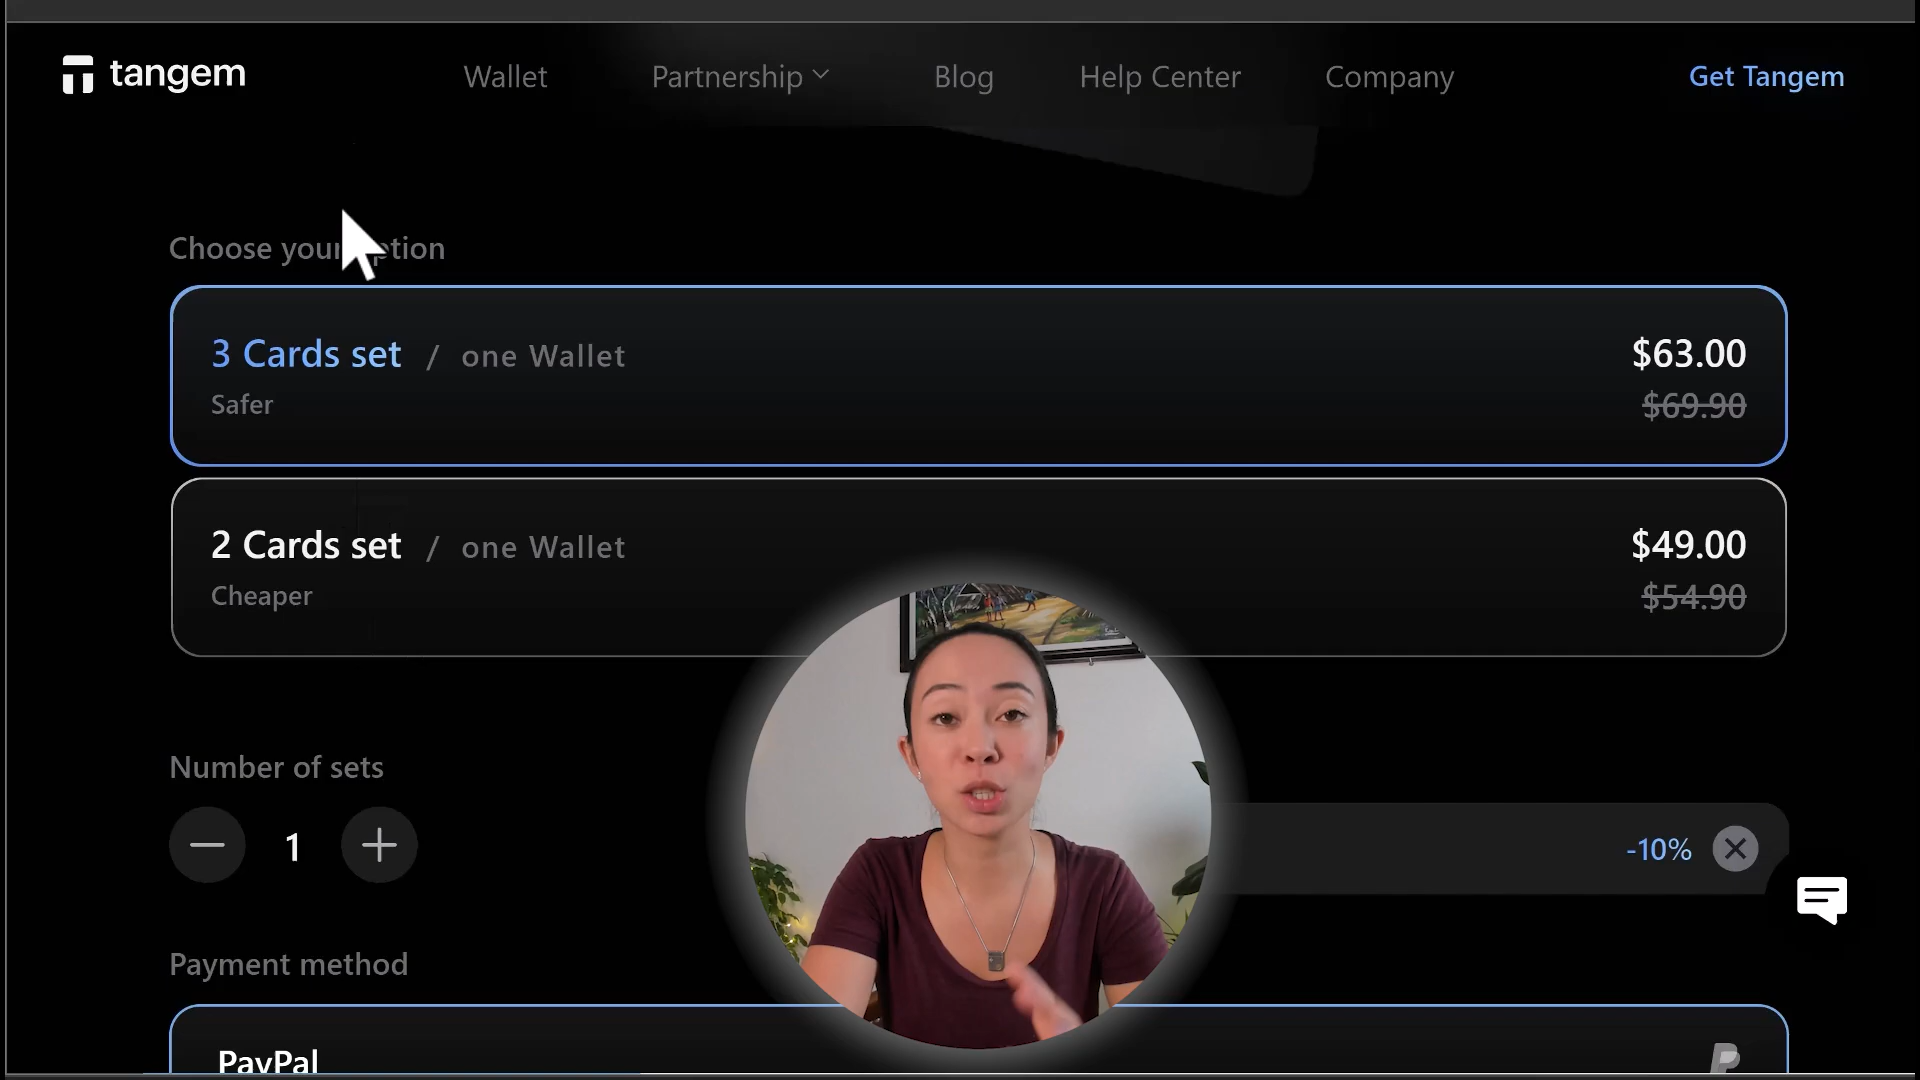 tangem
Wallet
Partnership
Blog
Help Center
Company
Get Tangem
Choose your
3 Cards set / one Wallet
$63.00
Safer
$69.90
2 Cards set / one Wallet
$49.00
Cheaper
$54.90
Number of sets
1
-10%
Payment method
PayPal